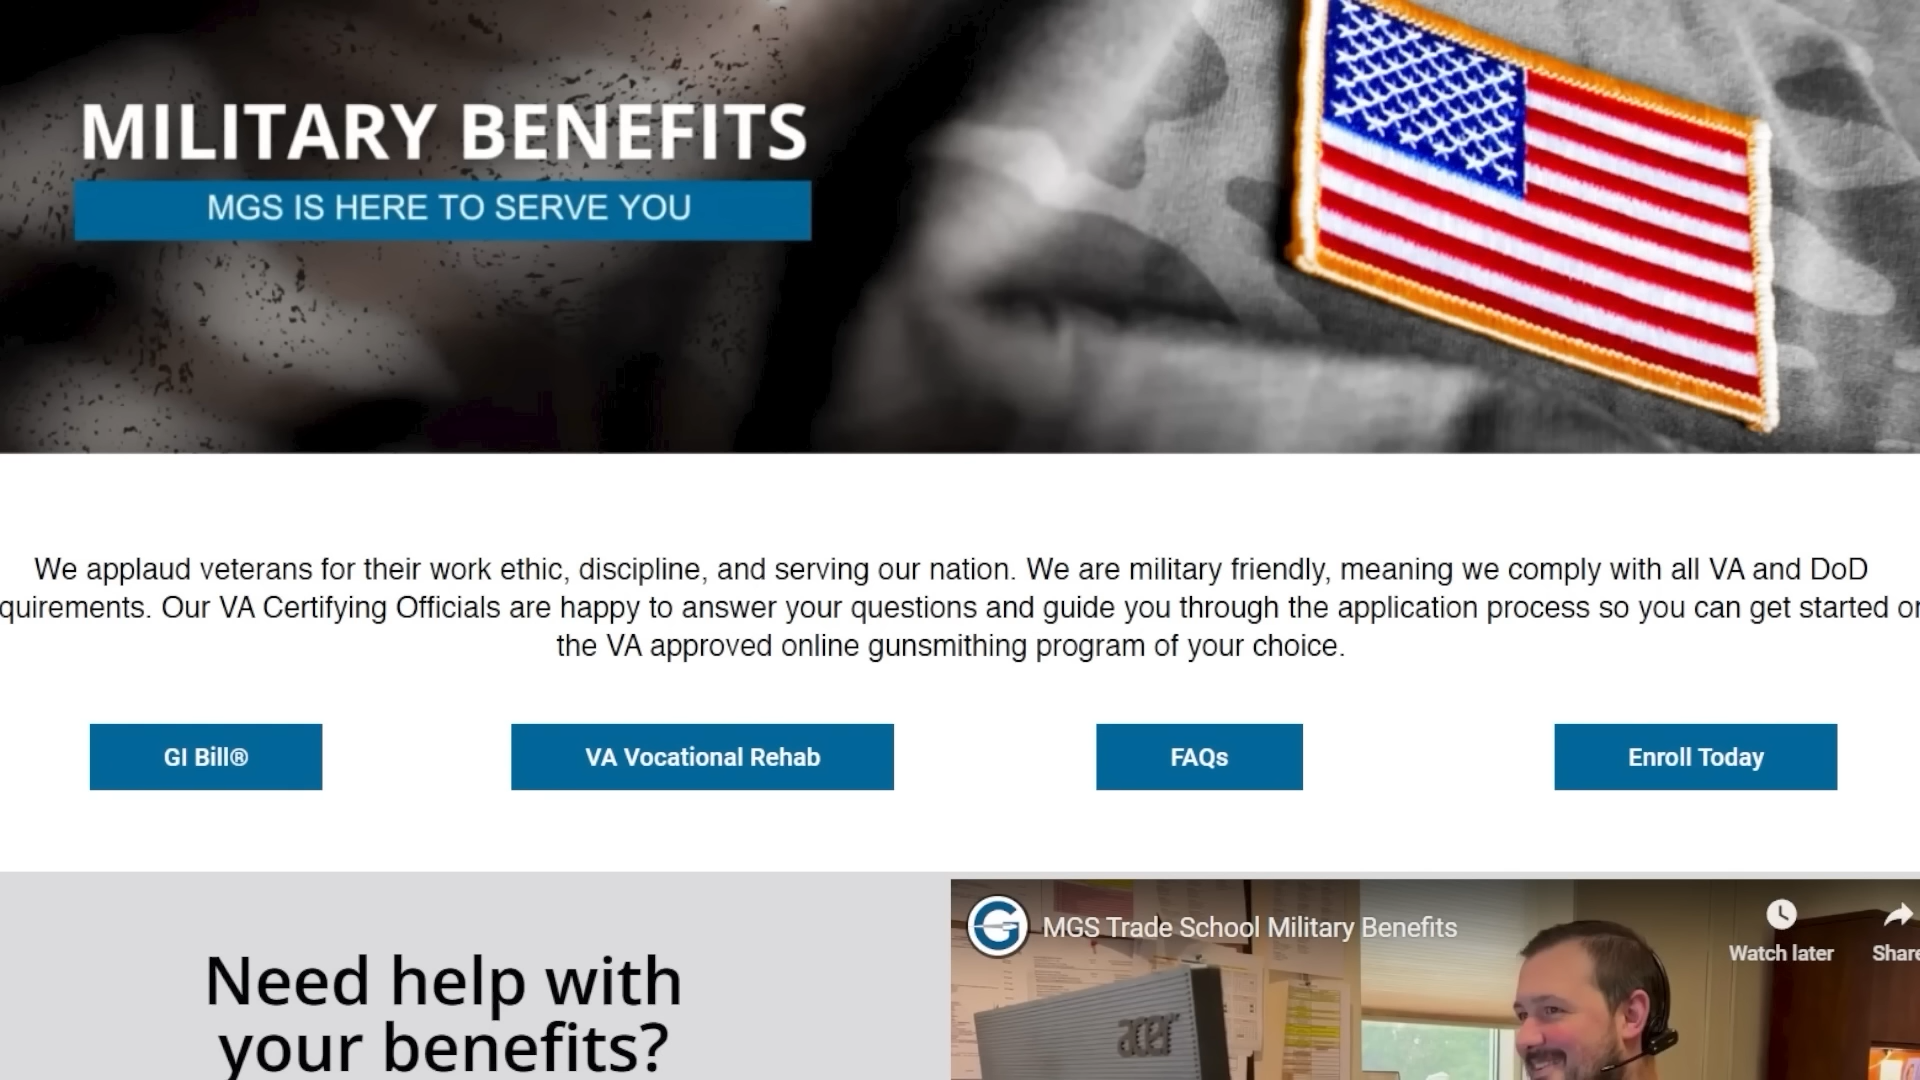 MILITARY BENEFITS
MGS IS HERE TO SERVE YOU
We applaud veterans for their work ethic, discipline, and serving our nation. We are military friendly, meaning we comply with all VA and DoD
quirements. Our VA Certifying Officials are happy to answer your questions and guide you through the application process so you can get started or
the VA approved online gunsmithing program of your choice.
GI Bill®
VA Vocational Rehab
FAQs
Enroll Today
Need help with
your benefits?
G MGS Trade School Military Benefits
Watch later
Share
acer